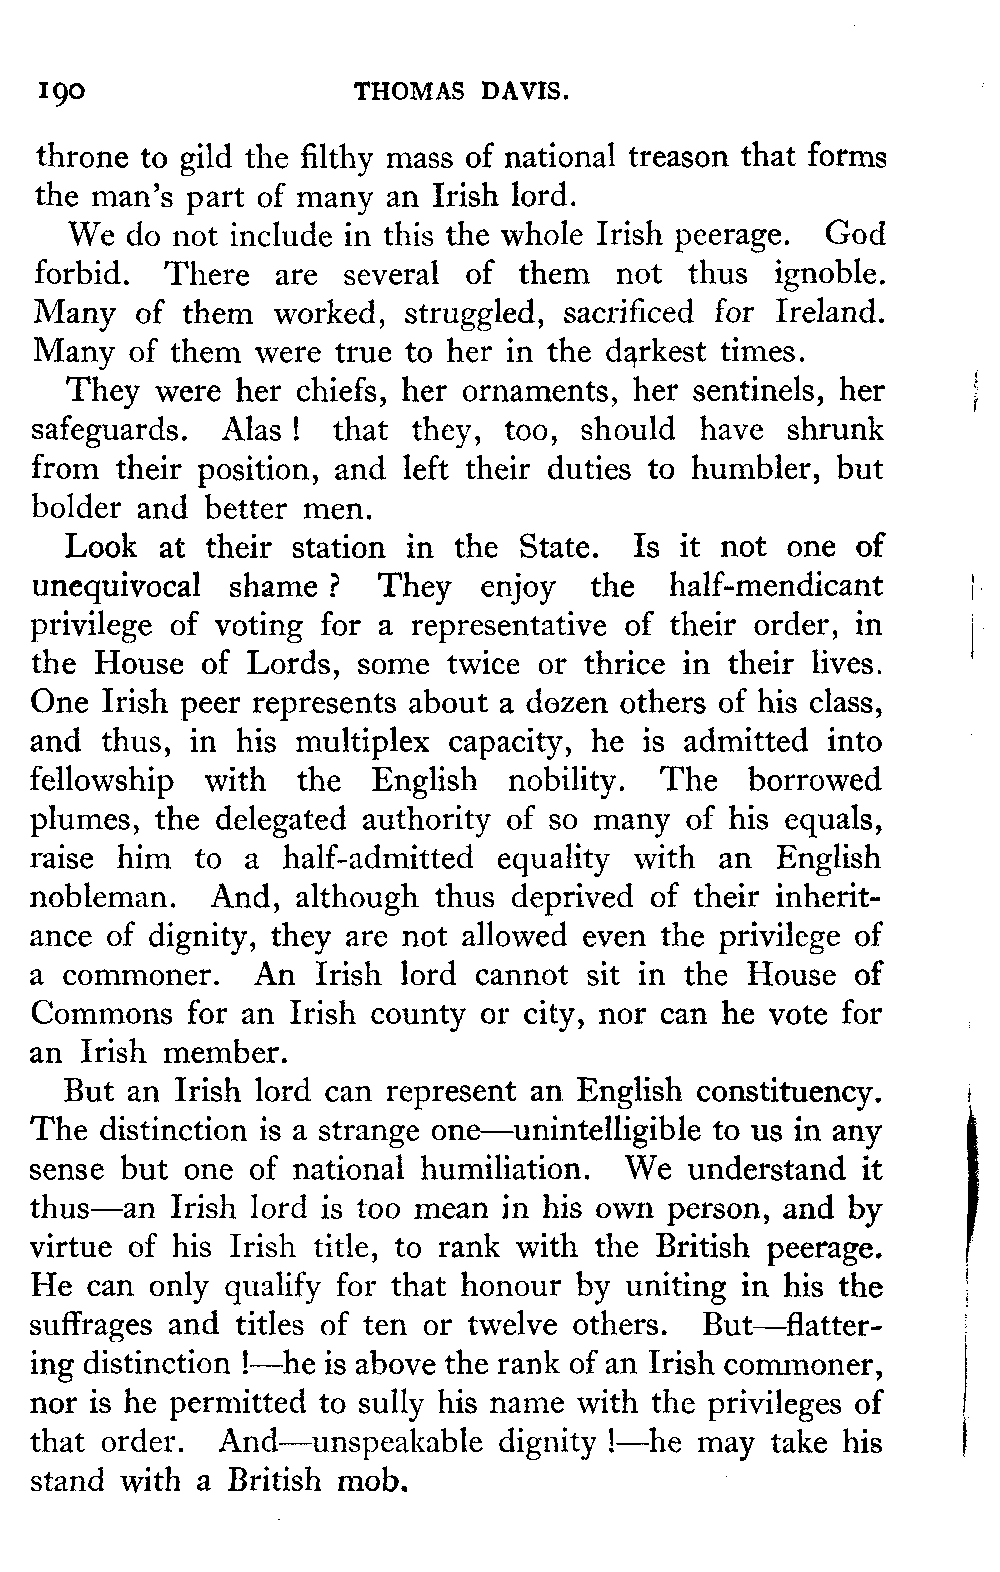 190 THOMAS DAVIS.
throne to gild the filthy mass of national treason that forms
the man's part of many an Irish lord.
We do not include in this the whole Irish peerage. God
forbid. There are several of them not thus ignoble.
Many of them worked, struggled, sacrificed for Ireland.
Many of them were true to her in the darkest times.
They were her chiefs, her ornaments, her sentinels, her
safeguards. Alas ! that they, too, should have shrunk
from their position, and left their duties to humbler, but
bolder and better men.
Look at their station in the State. Is it not one of
unequivocal shame ? They enjoy the half-mendicant
privilege of voting for a representative of their order, in
the House of Lords, some twice or thrice in their lives.
One Irish peer represents about a dozen others of his class,
and thus, in his multiplex capacity, he is admitted into
fellowship with the English nobility. The borrowed
plumes, the delegated authority of so many of his equals,
raise him to a half-admitted equality with an English
nobleman. And, although thus deprived of their inherit-
ance of dignity, they are not allowed even the privilege of
a commoner. An Irish lord cannot sit in the House of
Commons for an Irish county or city, nor can he vote for
an Irish member.
But an Irish lord can represent an English constituency.
The distinction is a strange one—unintelligible to us in any
sense but one of national humiliation. We understand it
thus—an Irish lord is too mean in his own person, and by
virtue of his Irish title, to rank with the British peerage.
He can only qualify for that honour by uniting in his the
suffrages and titles of ten or twelve others. But—flatter-
ing distinction !—he is above the rank of an Irish commoner,
nor is he permitted to sully his name with the privileges of
that order. And—unspeakable dignity !—he may take his
stand with a British mob.